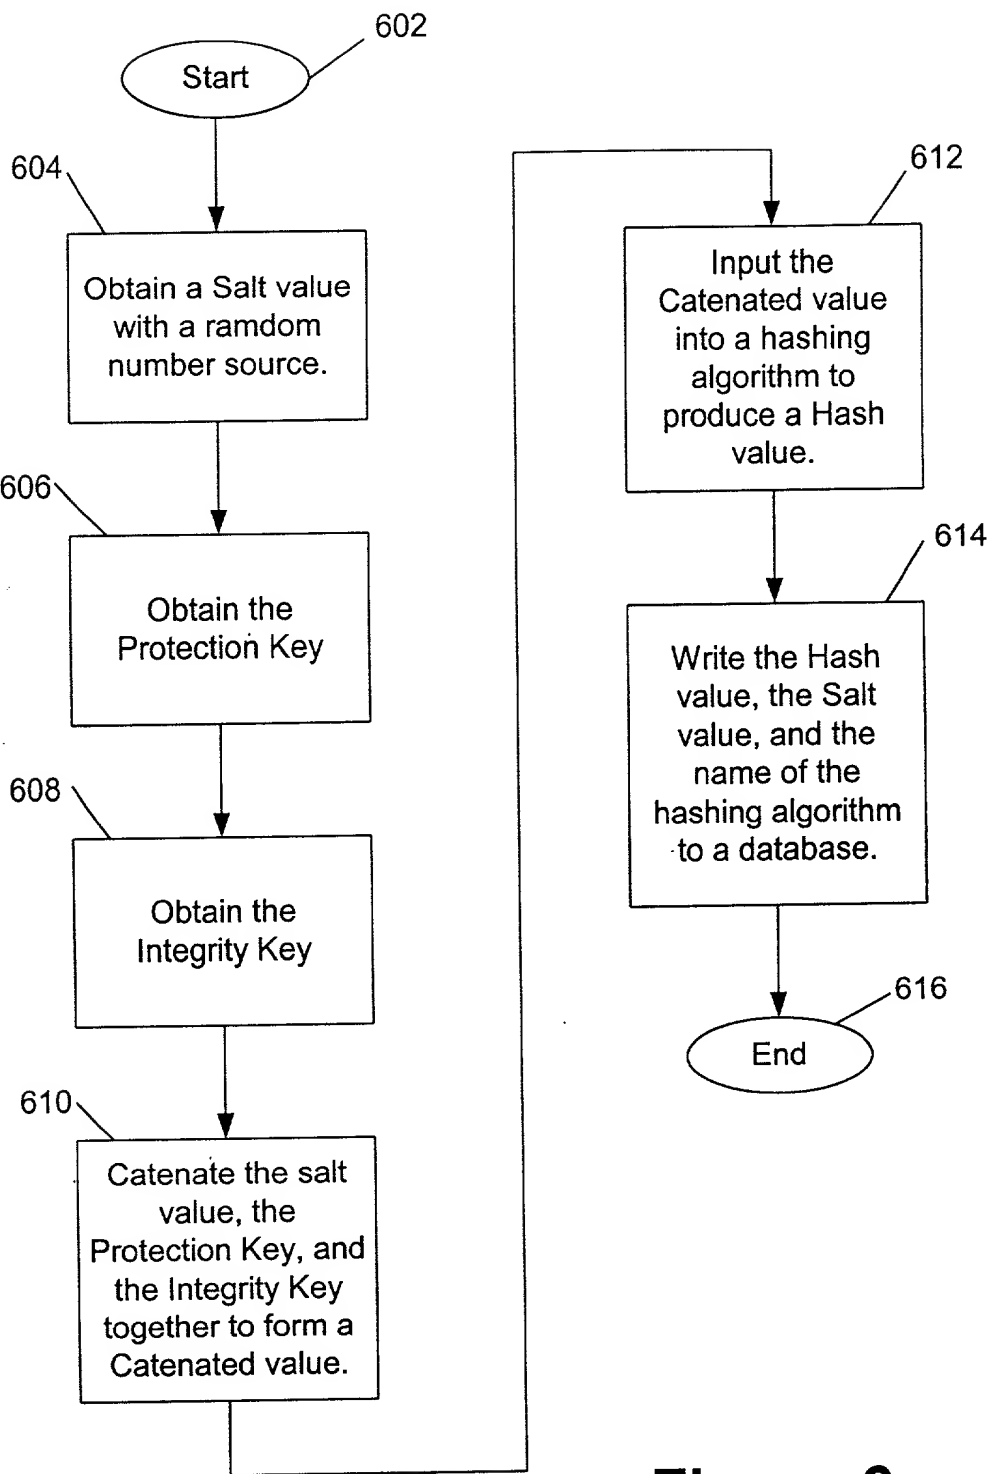 602
Start
604
Obtain a Salt value
with a ramdom
number source.
606
Obtain the
Protection Key
608
Obtain the
Integrity Key
610
Catenate the salt
value, the
Protection Key, and
the Integrity Key
together to form a
Catenated value.
612
Input the
Catenated value
into a hashing
algorithm to
produce a Hash
value.
614
Write the Hash
value, the Salt
value, and the
name of the
hashing algorithm
to a database.
616
End